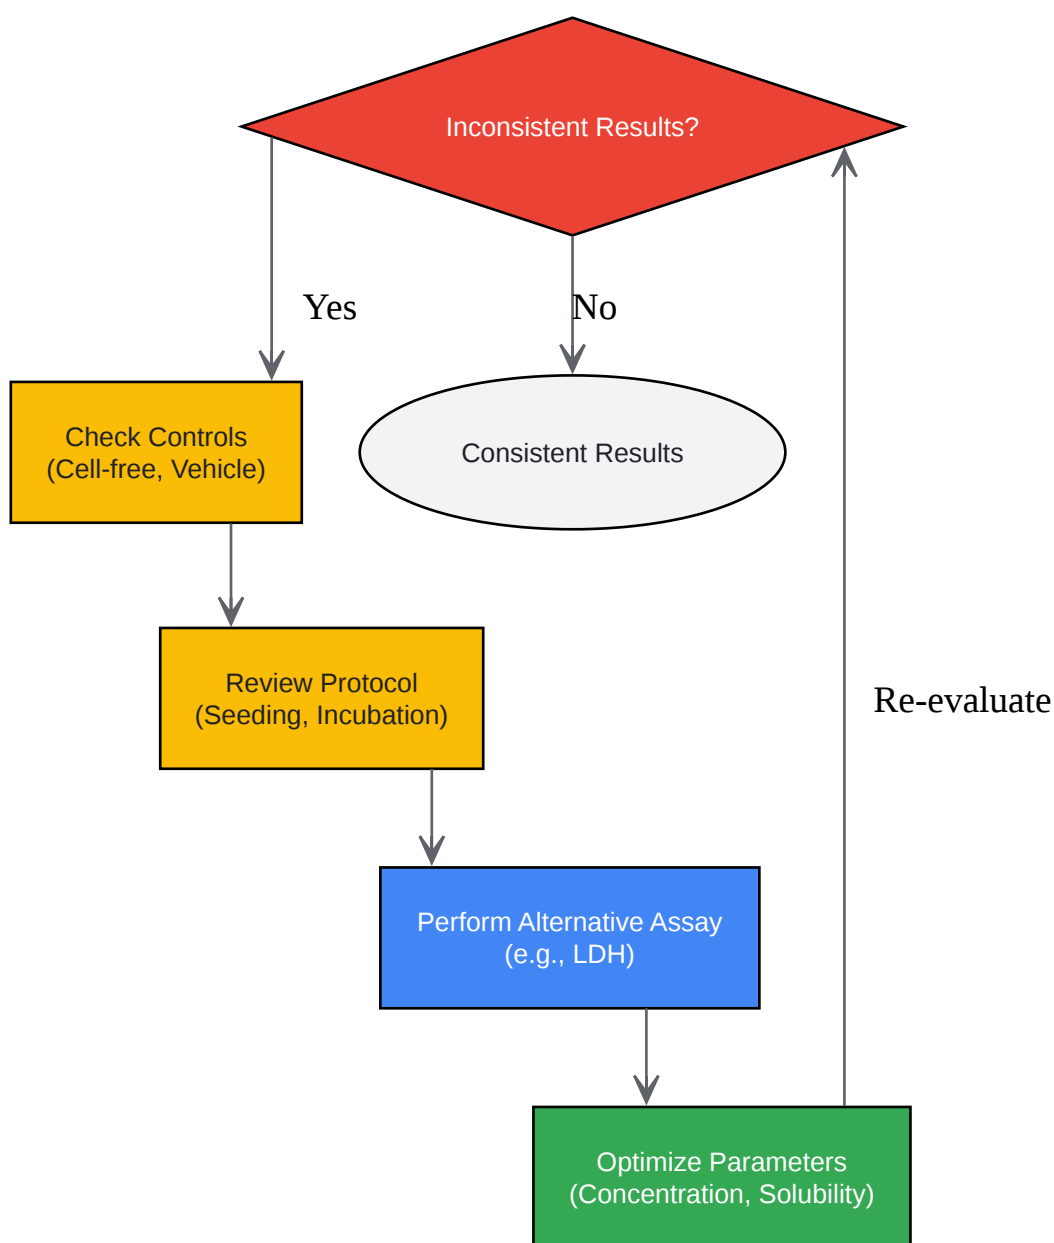 Inconsistent Results?
Yes
No
Check Controls
(Cell-free, Vehicle)
Consistent Results
Review Protocol
(Seeding, Incubation)
Re-evaluate
Perform Alternative Assay
(e.g., LDH)
Optimize Parameters
(Concentration, Solubility)